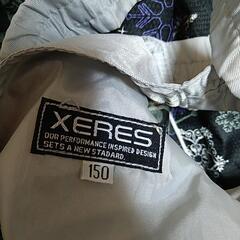 XERES
OUR PERFORMANCE INSPIRED DESIGN
SETS A NEW STADARD.
150